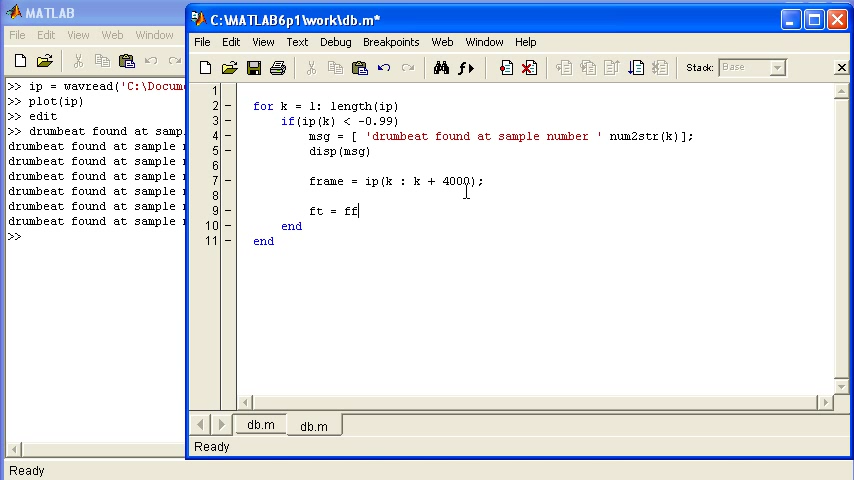 MATLAB
File Edit View Web Window
>> ip = wavread('C:\Docume
>> plot(ip)
>> edit
>> drumbeat found at samp
drumbeat found at sample n
drumbeat found at sample n
drumbeat found at sample n
drumbeat found at sample n
drumbeat found at sample n
drumbeat found at sample n
>>
Ready
C:\MATLAB6p1\work\db.m*
File Edit View Text Debug Breakpoints Web Window Help
Stack: Base
1
2 for k = 1: length(ip)
3 if(ip(k) < -0.99)
4 msg = [ 'drumbeat found at sample number ' num2str(k)];
5 disp(msg)
6
7 frame = ip(k : k + 4000);
8
9 ft = ff
10 end
11 end
db.m db.m
Ready